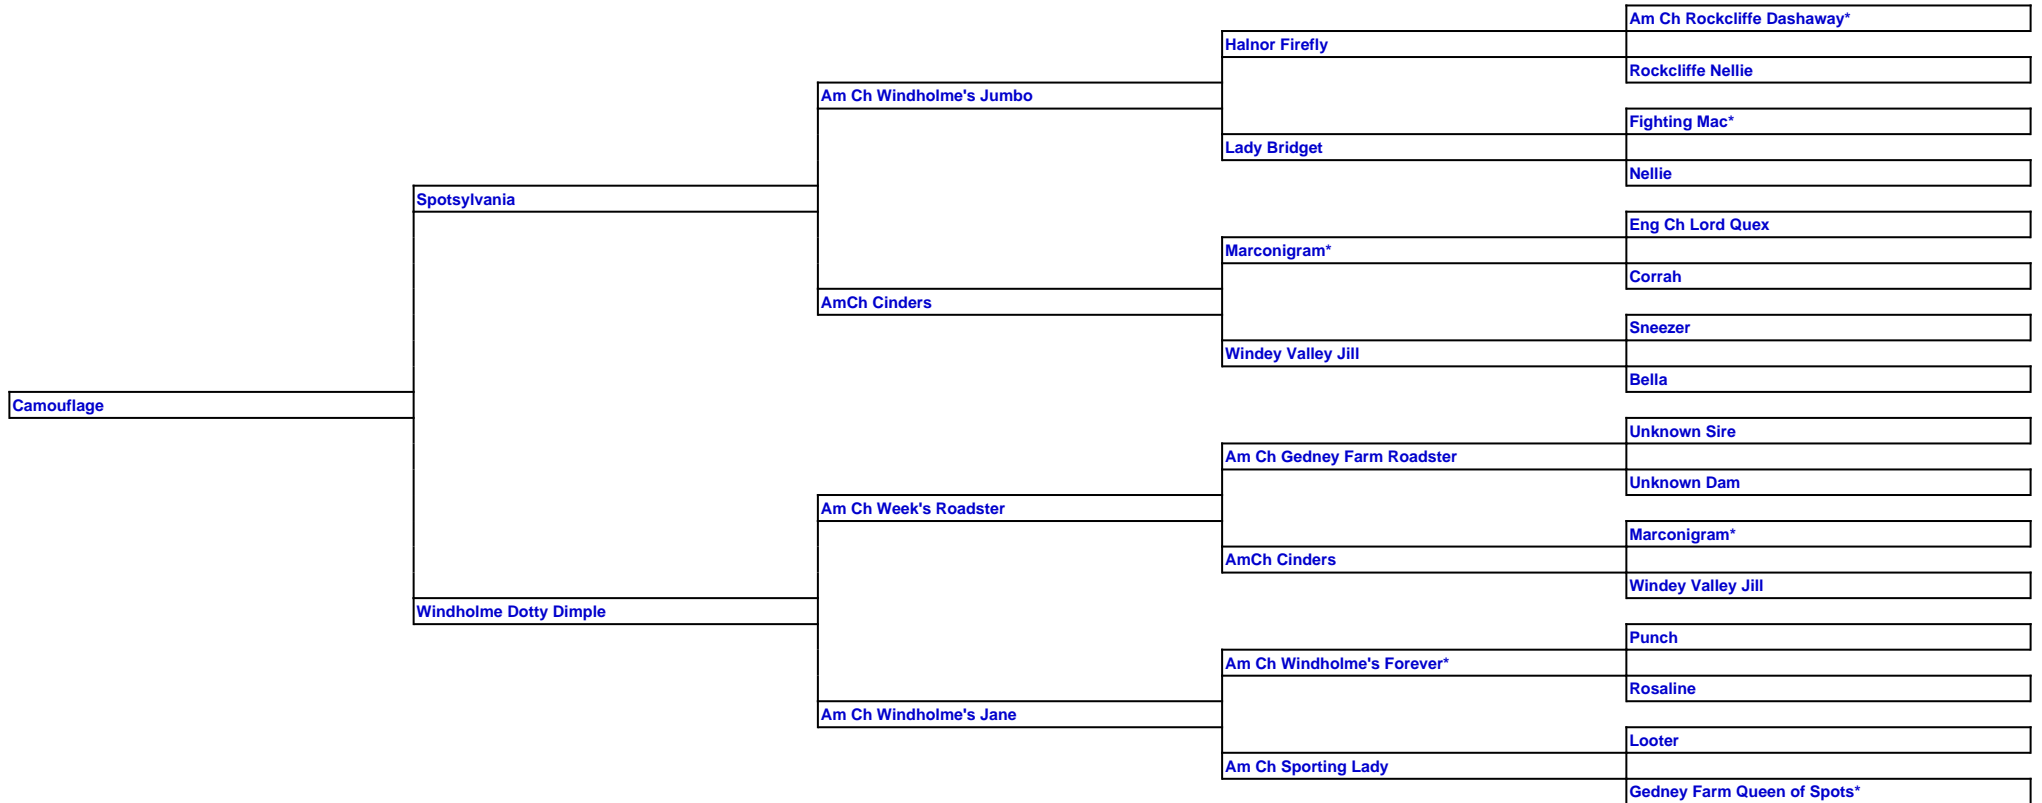 Am Ch Rockcliffe Dashaway*
Halnor Firefly
Rockcliffe Nellie
Am Ch Windholme's Jumbo
Fighting Mac*
Lady Bridget
Nellie
Spotsylvania
Eng Ch Lord Quex
Marconigram*
Corrah
AmCh Cinders
Sneezer
Windey Valley Jill
Bella
Camouflage
Unknown Sire
Am Ch Gedney Farm Roadster
Unknown Dam
Am Ch Week's Roadster
Marconigram*
AmCh Cinders
Windey Valley Jill
Windholme Dotty Dimple
Punch
Am Ch Windholme's Forever*
Rosaline
Am Ch Windholme's Jane
Looter
Am Ch Sporting Lady
Gedney Farm Queen of Spots*